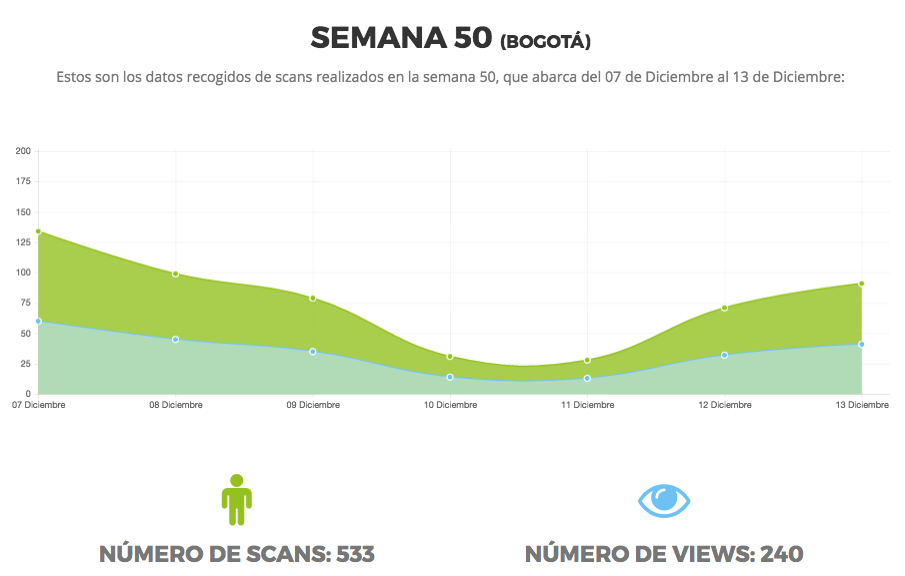 SEMANA 50 (BOGOTÁ)
Estos son los datos recogidos de scans realizados en la semana 50, que abarca del 07 de Diciembre al 13 de Diciembre:
200
175
150
125
100
75
50
25
0
07 Diciembre 08 Diciembre 09 Diciembre 10 Diciembre 11 Diciembre 12 Diciembre 13 Diciembre
NÚMERO DE SCANS: 533 NÚMERO DE VIEWS: 240